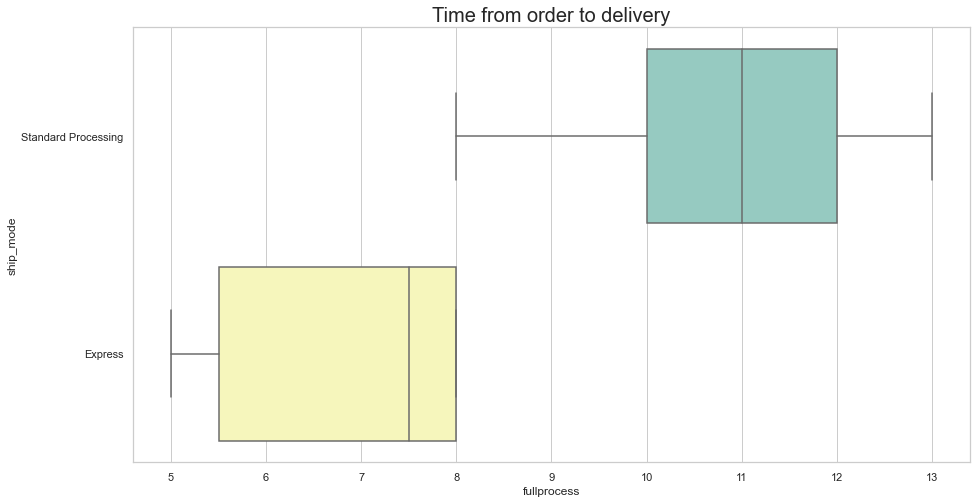 Time from order to delivery
ship_mode
Standard Processing
Express
5 6 7 8 9 10 11 12 13
fullprocess